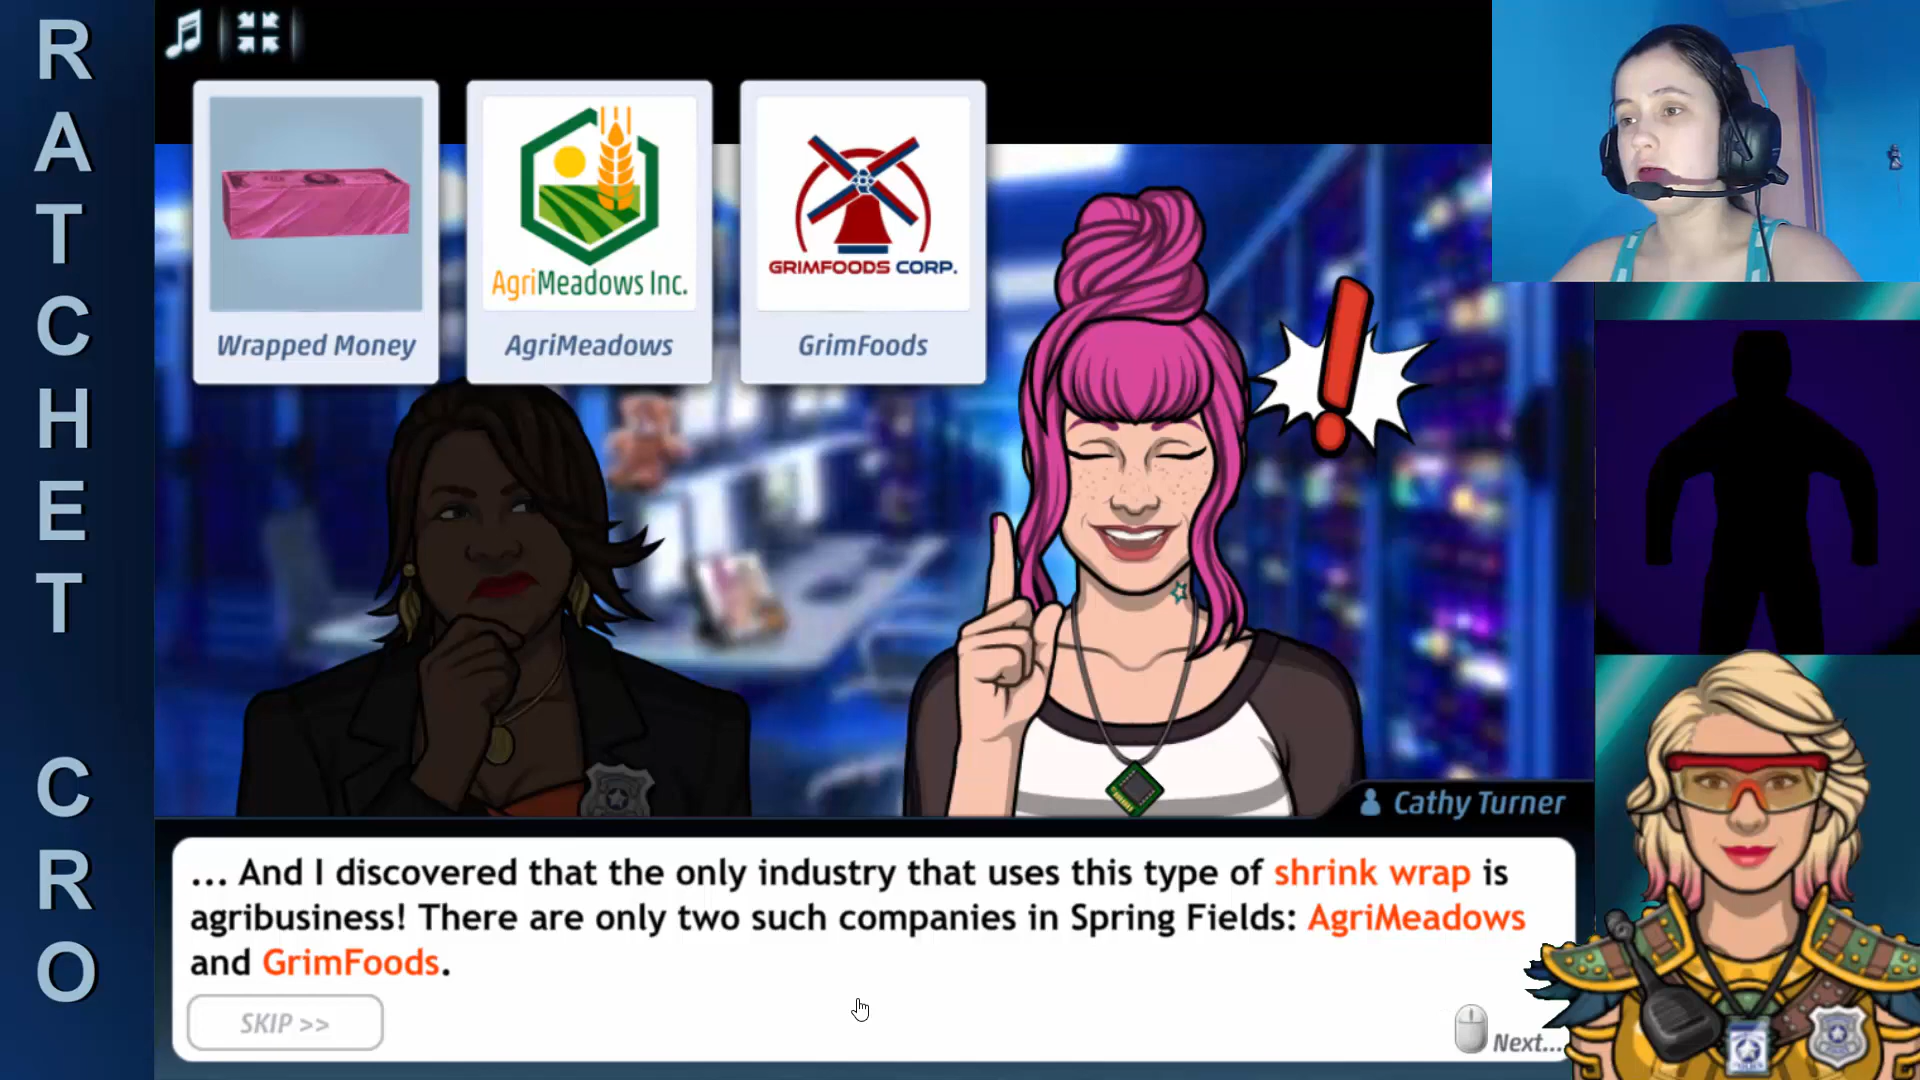 RATCHET CRO
AgriMeadows Inc.
GRIMFOODS CORP.
Wrapped Money
AgriMeadows
GrimFoods
Cathy Turner
... And I discovered that the only industry that uses this type of shrink wrap is
agribusiness! There are only two such companies in Spring Fields: AgriMeadows
and GrimFoods.
SKIP >>
Next...